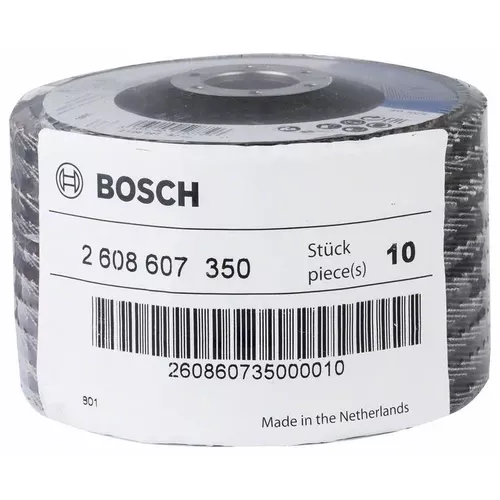 BOSCH
2 608 607 350
Stück
piece(s) 10
260860735000010
901
Made in the Netherlands